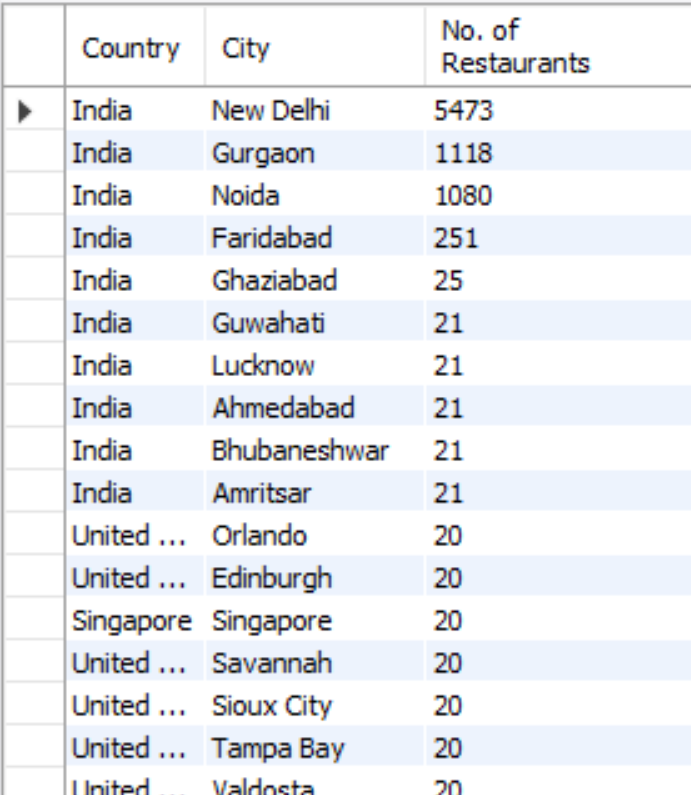 Country City No. of Restaurants
India New Delhi 5473
India Gurgaon 1118
India Noida 1080
India Faridabad 251
India Ghaziabad 25
India Guwahati 21
India Lucknow 21
India Ahmedabad 21
India Bhubaneshwar 21
India Amritsar 21
United ... Orlando 20
United ... Edinburgh 20
Singapore Singapore 20
United ... Savannah 20
United ... Sioux City 20
United ... Tampa Bay 20
United ... Valdosta 20